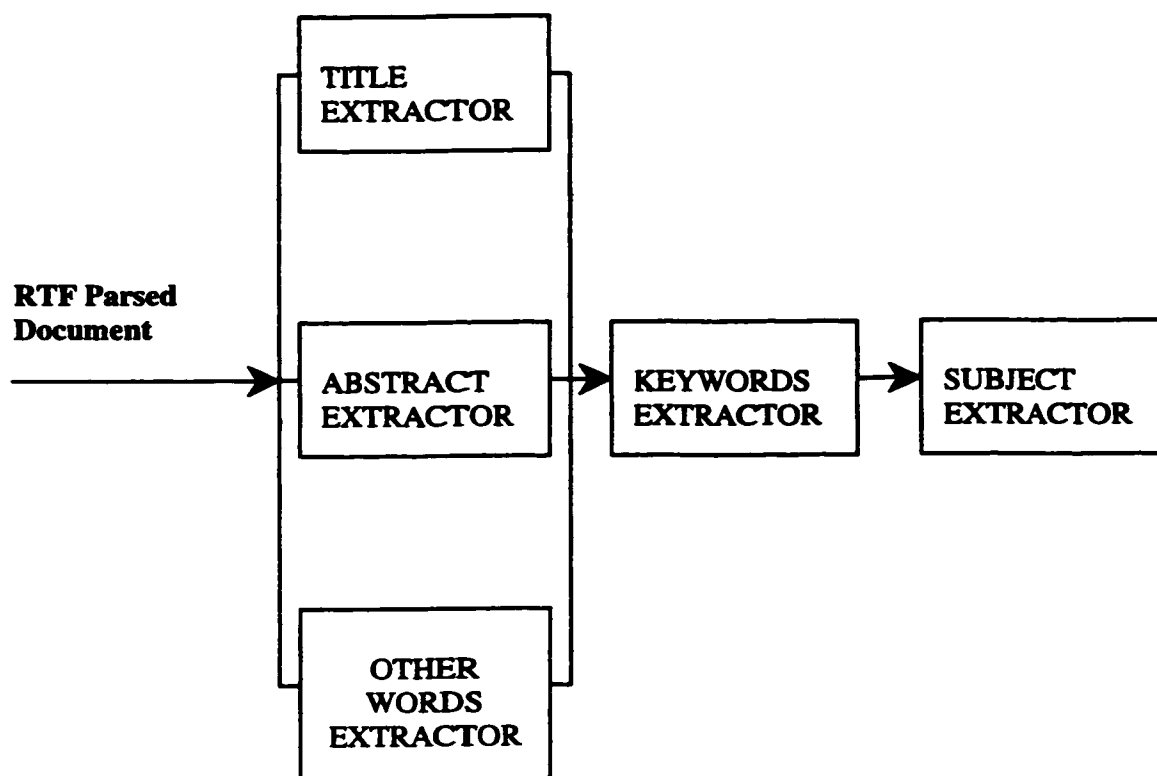 TITLE
EXTRACTOR
RTF Parsed
Document
ABSTRACT
EXTRACTOR
KEYWORDS
EXTRACTOR
SUBJECT
EXTRACTOR
OTHER
WORDS
EXTRACTOR